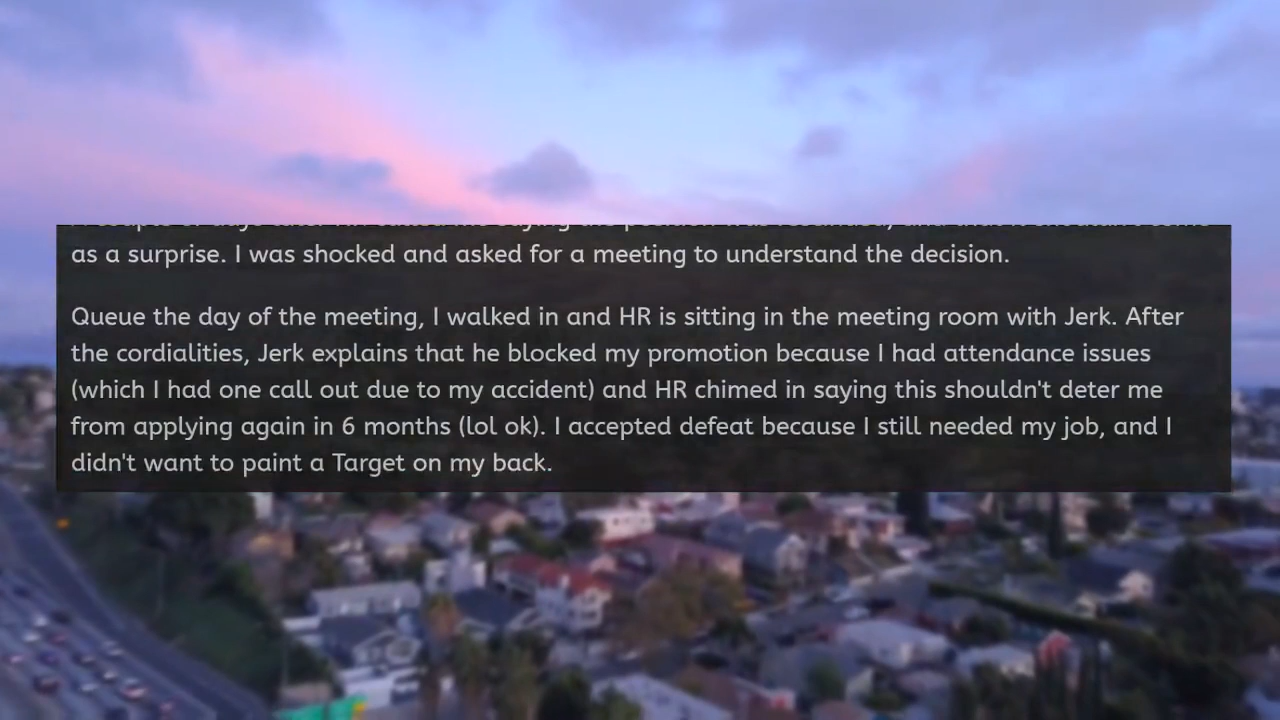 as a surprise. I was shocked and asked for a meeting to understand the decision.
Queue the day of the meeting, I walked in and HR is sitting in the meeting room with Jerk. After
the cordialities, Jerk explains that he blocked my promotion because I had attendance issues
(which I had one call out due to my accident) and HR chimed in saying this shouldn't deter me
from applying again in 6 months (lol ok). I accepted defeat because I still needed my job, and I
didn't want to paint a Target on my back.